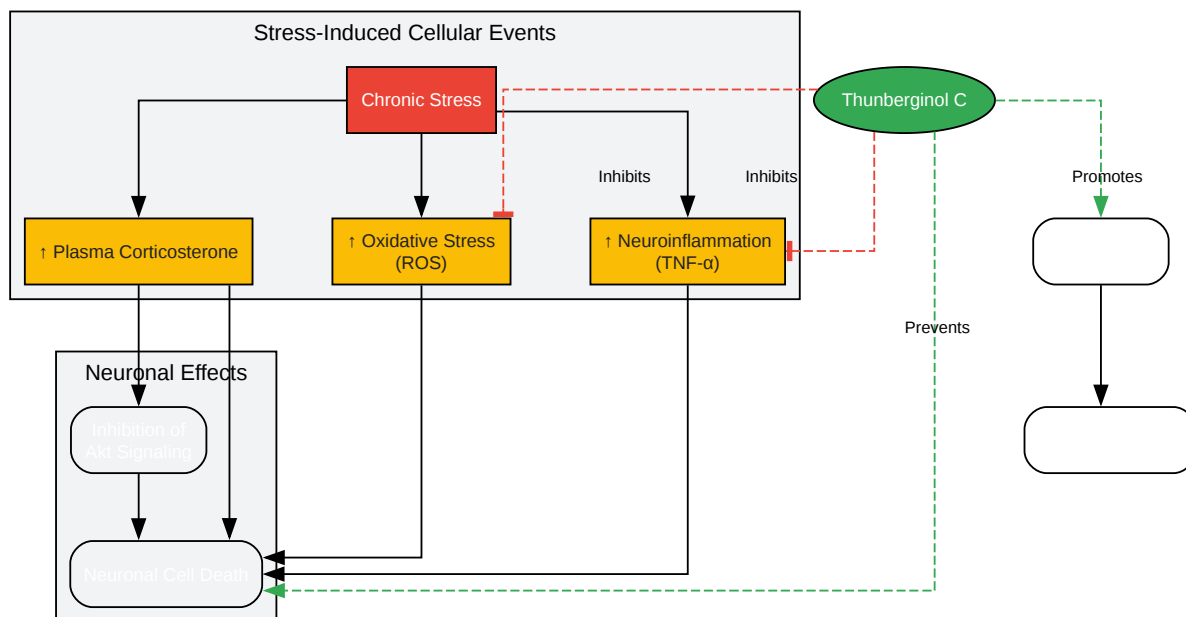 Stress-Induced Cellular Events
Chronic Stress
Thunberginol C
Inhibits
Inhibits
Promotes
↑ Plasma Corticosterone
↑ Oxidative Stress
(ROS)
↑ Neuroinflammation
(TNF-α)
Prevents
Neuronal Effects
Inhibition of
Akt Signaling
Neuronal Cell Death